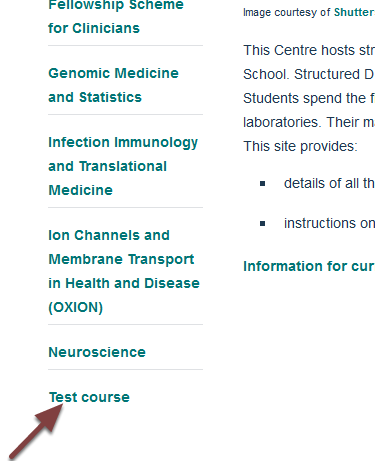 Fellowship Scheme
for Clinicians
Genomic Medicine
and Statistics
Infection Immunology
and Translational
Medicine
Ion Channels and
Membrane Transport
in Health and Disease
(OXION)
Neuroscience
Test course
Image courtesy of Shutter
This Centre hosts str
School. Structured D
Students spend the f
laboratories. Their m
This site provides:
details of all th
instructions on
Information for cur